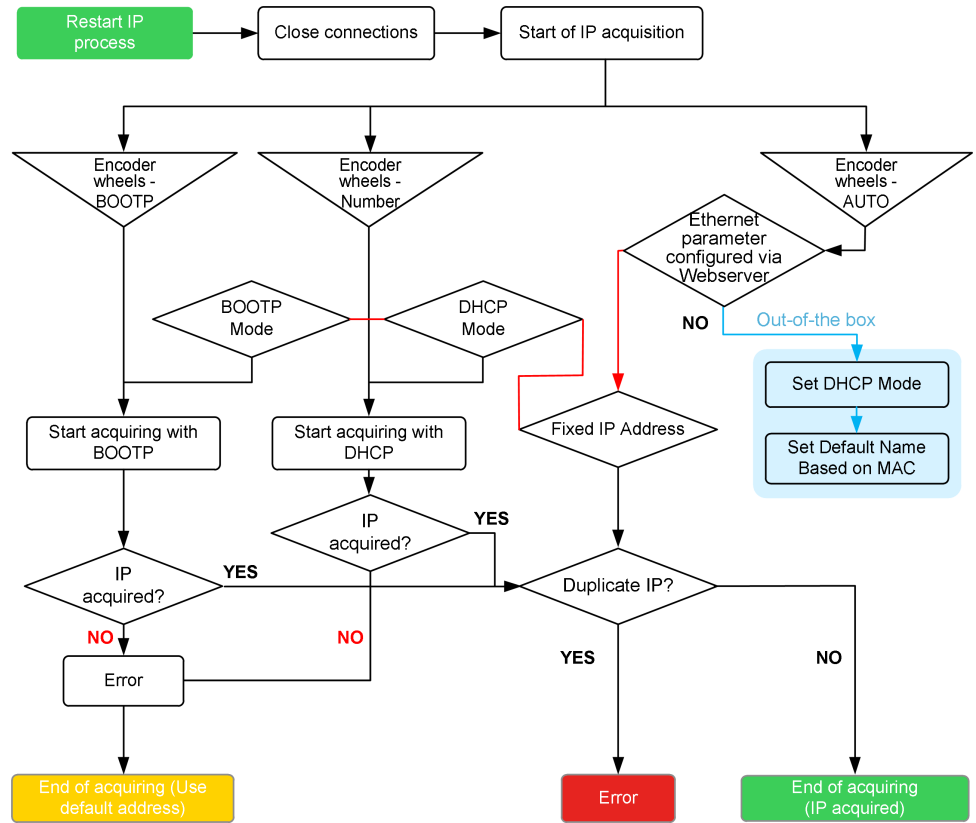 Restart IP
process
Close connections
Start of IP acquisition
Encoder
wheels -
BOOTP
Encoder
wheels -
Number
Encoder
wheels -
AUTO
Ethernet
parameter
configured via
Webserver
BOOTP
Mode
DHCP
Mode
NO
Out-of-the box
Set DHCP Mode
Set Default Name
Based on MAC
Start acquiring with
BOOTP
Start acquiring with
DHCP
Fixed IP Address
IP
acquired?
YES
IP
acquired?
YES
Duplicate IP?
NO
NO
YES
NO
Error
End of acquiring (Use
default address)
Error
End of acquiring
(IP acquired)